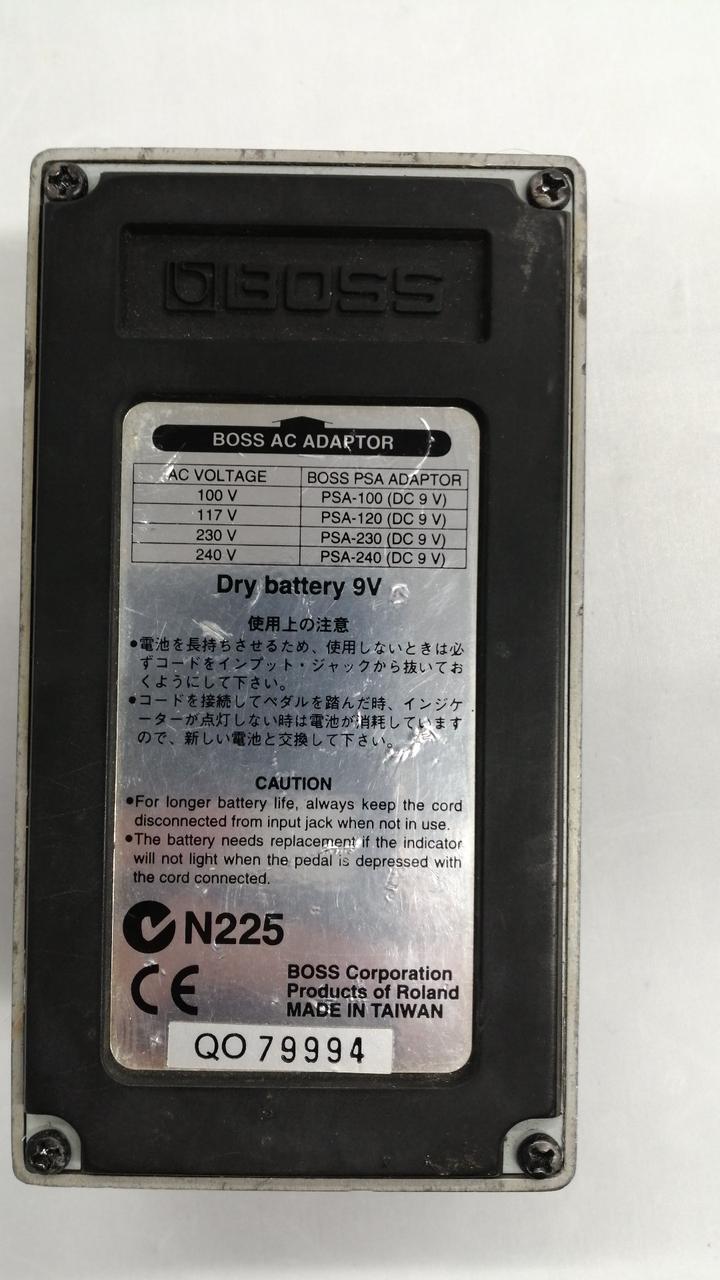 BOSS
BOSS AC ADAPTOR
AC VOLTAGE BOSS PSA ADAPTOR
100 V PSA-100 (DC 9 V)
117 V PSA-120 (DC 9 V)
230 V PSA-230 (DC 9 V)
240 V PSA-240 (DC 9 V)
Dry battery 9V
使用上の注意
●電池を長持ちさせるため、使用しないときは必
ずコードをインプット・ジャックから抜いてお
くようにして下さい。
●コードを接続してペダルを踏んだ時、インジケ
ーターが点灯しない時は電池が消耗しています
ので、新しい電池と交換して下さい。
CAUTION
●For longer battery life, always keep the cord
disconnected from input jack when not in use.
●The battery needs replacement if the indicator
will not light when the pedal is depressed with
the cord connected.
N225
CE
BOSS Corporation
Products of Roland
MADE IN TAIWAN
QO 79994